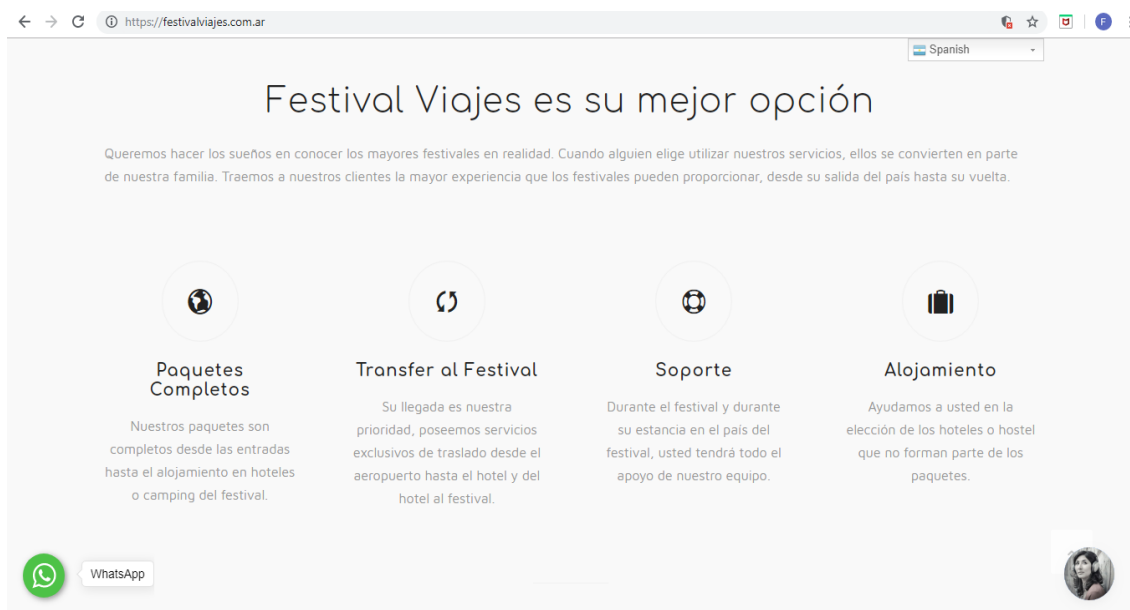 https://festivalviajes.com.ar
F
Spanish
Festival Viajes es su mejor opción
Queremos hacer los sueños en conocer los mayores festivales en realidad. Cuando alguien elige utilizar nuestros servicios, ellos se convierten en parte
de nuestra familia. Traemos a nuestros clientes la mayor experiencia que los festivales pueden proporcionar, desde su salida del país hasta su vuelta.
Paquetes
Completos
Nuestros paquetes son
completos desde las entradas
hasta el alojamiento en hoteles
o camping del festival.
Transfer al Festival
Su llegada es nuestra
prioridad, poseemos servicios
exclusivos de traslado desde el
aeropuerto hasta el hotel y del
hotel al festival.
Soporte
Durante el festival y durante
su estancia en el país del
festival, usted tendrá todo el
apoyo de nuestro equipo.
Alojamiento
Ayudamos a usted en la
elección de los hoteles o hostel
que no forman parte de los
paquetes.
WhatsApp